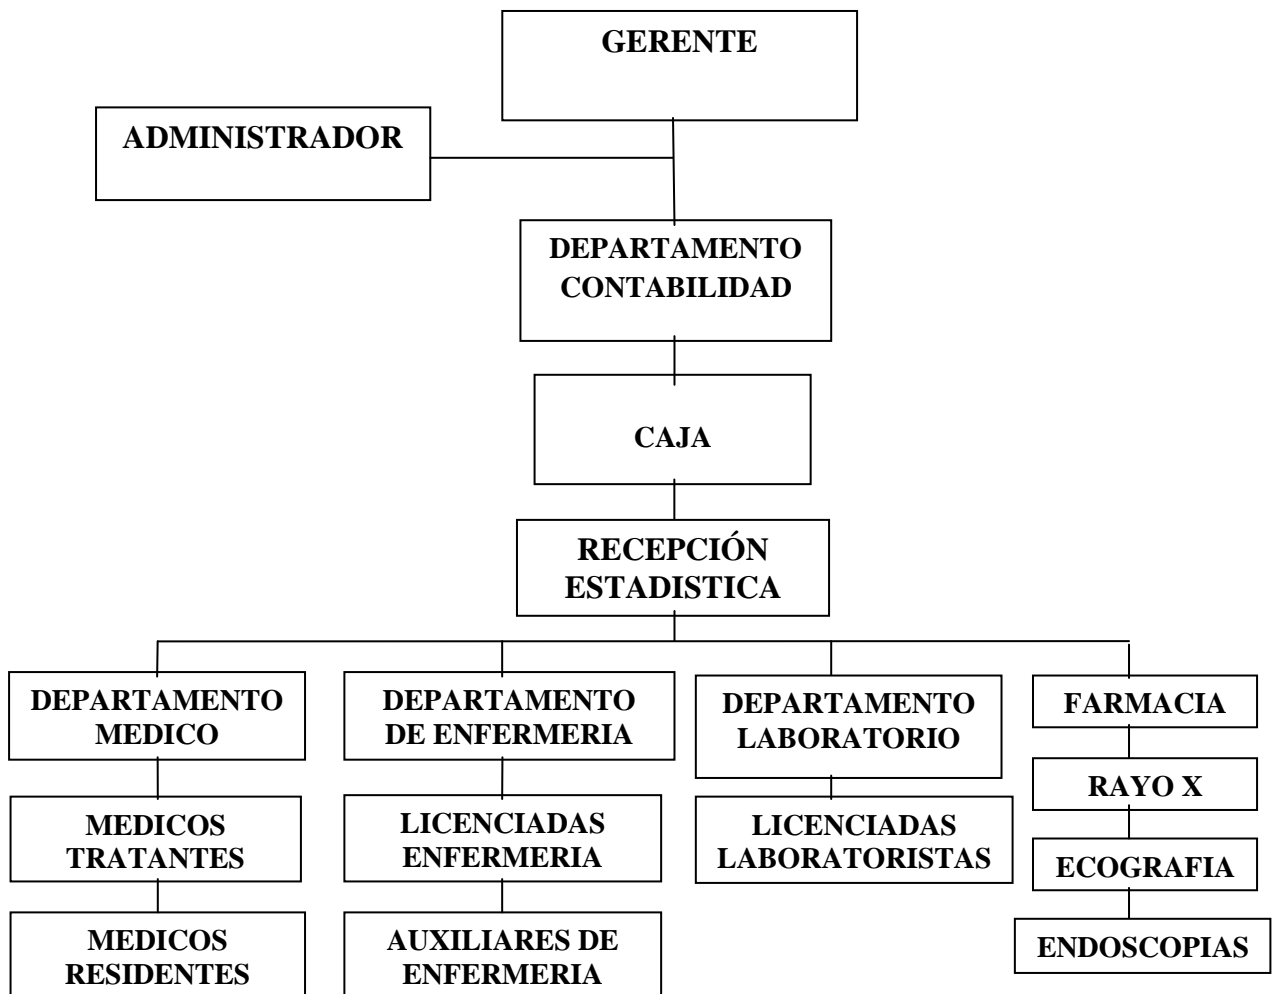 GERENTE
ADMINISTRADOR
DEPARTAMENTO
CONTABILIDAD
CAJA
RECEPCIÓN
ESTADISTICA
DEPARTAMENTO
MEDICO
DEPARTAMENTO
DE ENFERMERIA
DEPARTAMENTO
LABORATORIO
FARMACIA
MEDICOS
TRATANTES
LICENCIADAS
ENFERMERIA
LICENCIADAS
LABORATORISTAS
RAYO X
ECOGRAFIA
MEDICOS
RESIDENTES
AUXILIARES DE
ENFERMERIA
ENDOSCOPIAS